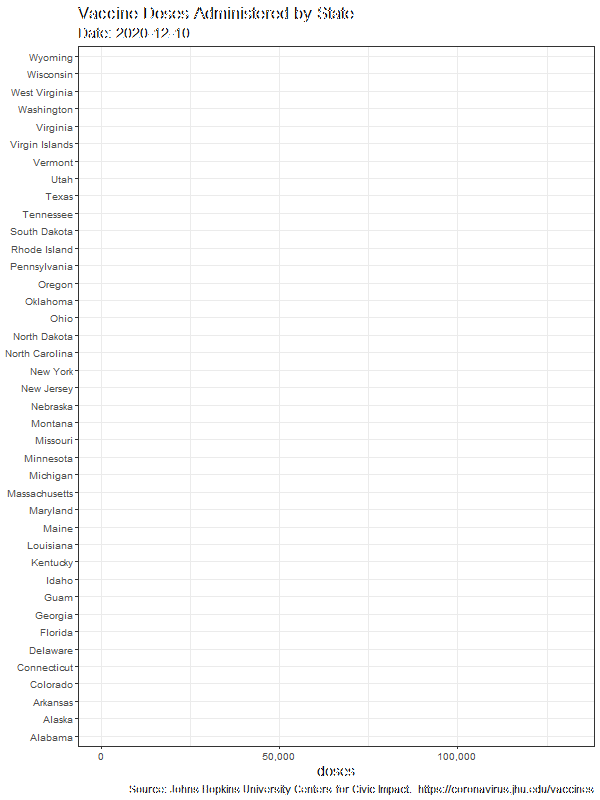 Vaccine Doses Administered by State
Date: 2020-12-10
Wyoming
Wisconsin
West Virginia
Washington
Virginia
Virgin Islands
Vermont
Utah
Texas
Tennessee
South Dakota
Rhode Island
Pennsylvania
Oregon
Oklahoma
Ohio
North Dakota
North Carolina
New York
New Jersey
Nebraska
Montana
Missouri
Minnesota
Michigan
Massachusetts
Maryland
Maine
Louisiana
Kentucky
Idaho
Guam
Georgia
Florida
Delaware
Connecticut
Colorado
Arkansas
Alaska
Alabama
0 50,000 100,000
doses
Source: Johns Hopkins University Centers for Civic Impact. https://coronavirus.jhu.edu/vaccines